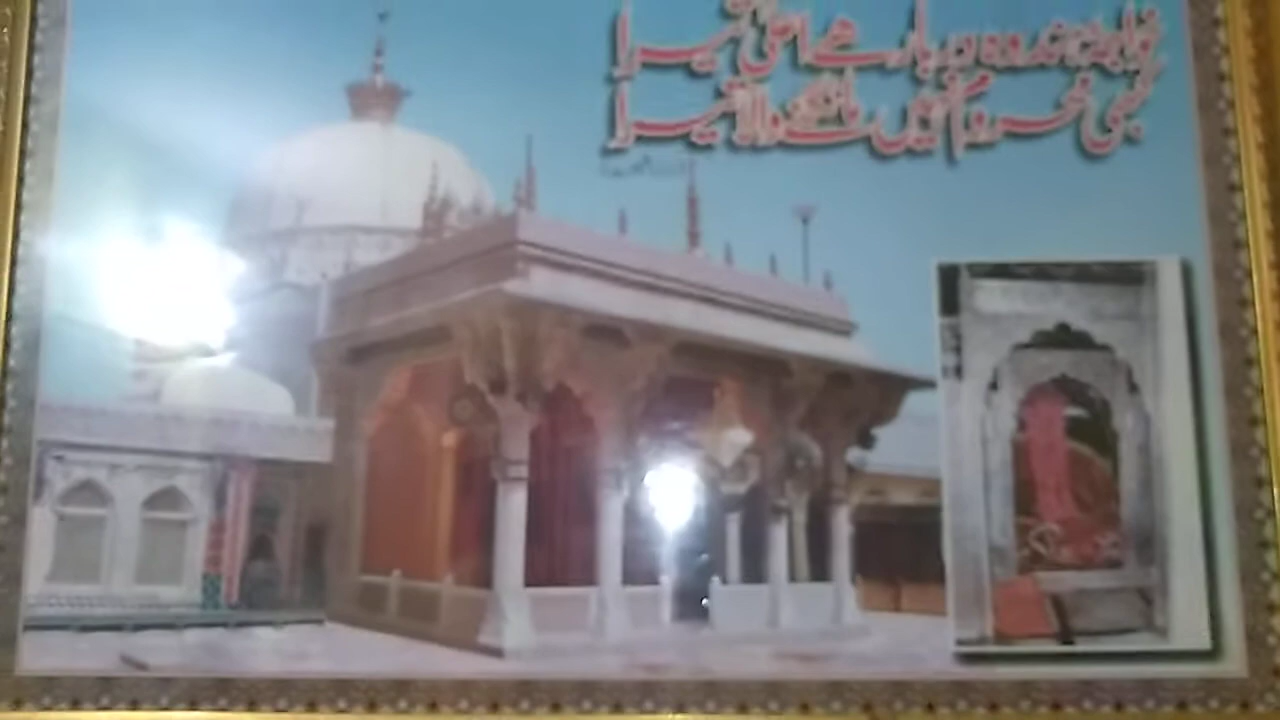 خواجۂ ہند وہ دربار ہے اعلیٰ تیرا
کبھی محروم نہیں مانگنے والا تیرا